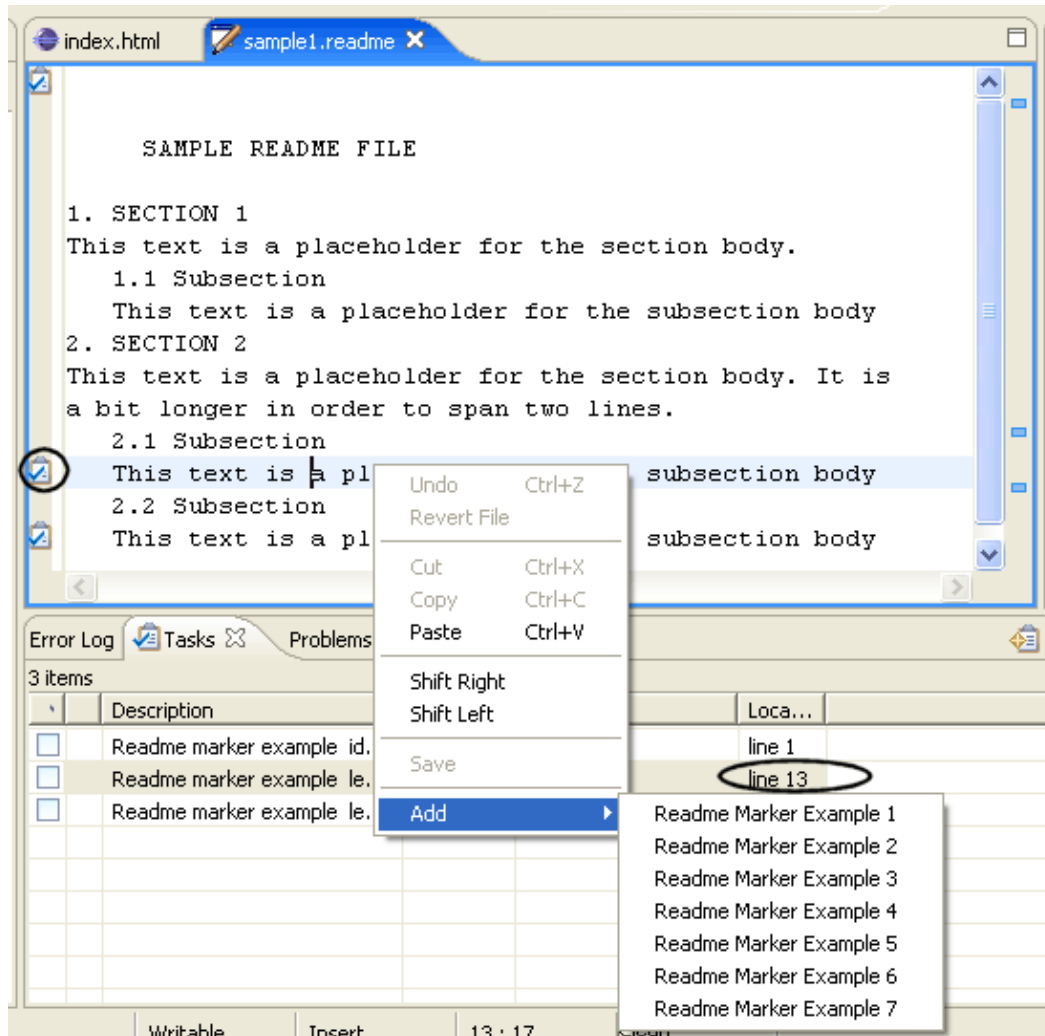 index.html sample1.readme
SAMPLE README FILE
1. SECTION 1
This text is a placeholder for the section body.
1.1 Subsection
This text is a placeholder for the subsection body
2. SECTION 2
This text is a placeholder for the section body. It is
a bit longer in order to span two lines.
2.1 Subsection
This text is a pl subsection body
2.2 Subsection
This text is a pl subsection body
Undo Ctrl+Z
Revert File
Cut Ctrl+X
Copy Ctrl+C
Paste Ctrl+V
Shift Right
Shift Left
Save
Add
Readme Marker Example 1
Readme Marker Example 2
Readme Marker Example 3
Readme Marker Example 4
Readme Marker Example 5
Readme Marker Example 6
Readme Marker Example 7
Error Log Tasks Problems
3 items
Description Loca...
Readme marker example id. line 1
Readme marker example le. line 13
Readme marker example le.
Writable Insert 13 : 17